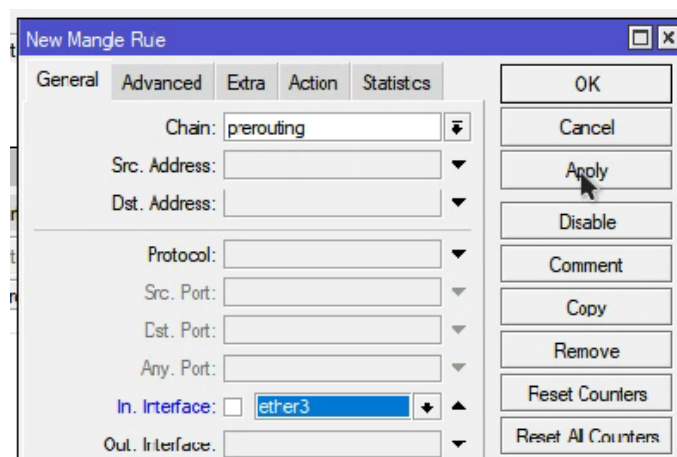 New Mangle Rule
General Advanced Extra Action Statistics
Chain: prerouting
Src. Address:
Dst. Address:
Protocol:
Src. Port:
Dst. Port:
Any. Port:
In. Interface: ether3
Out. Interface:
OK
Cancel
Apply
Disable
Comment
Copy
Remove
Reset Counters
Reset All Counters